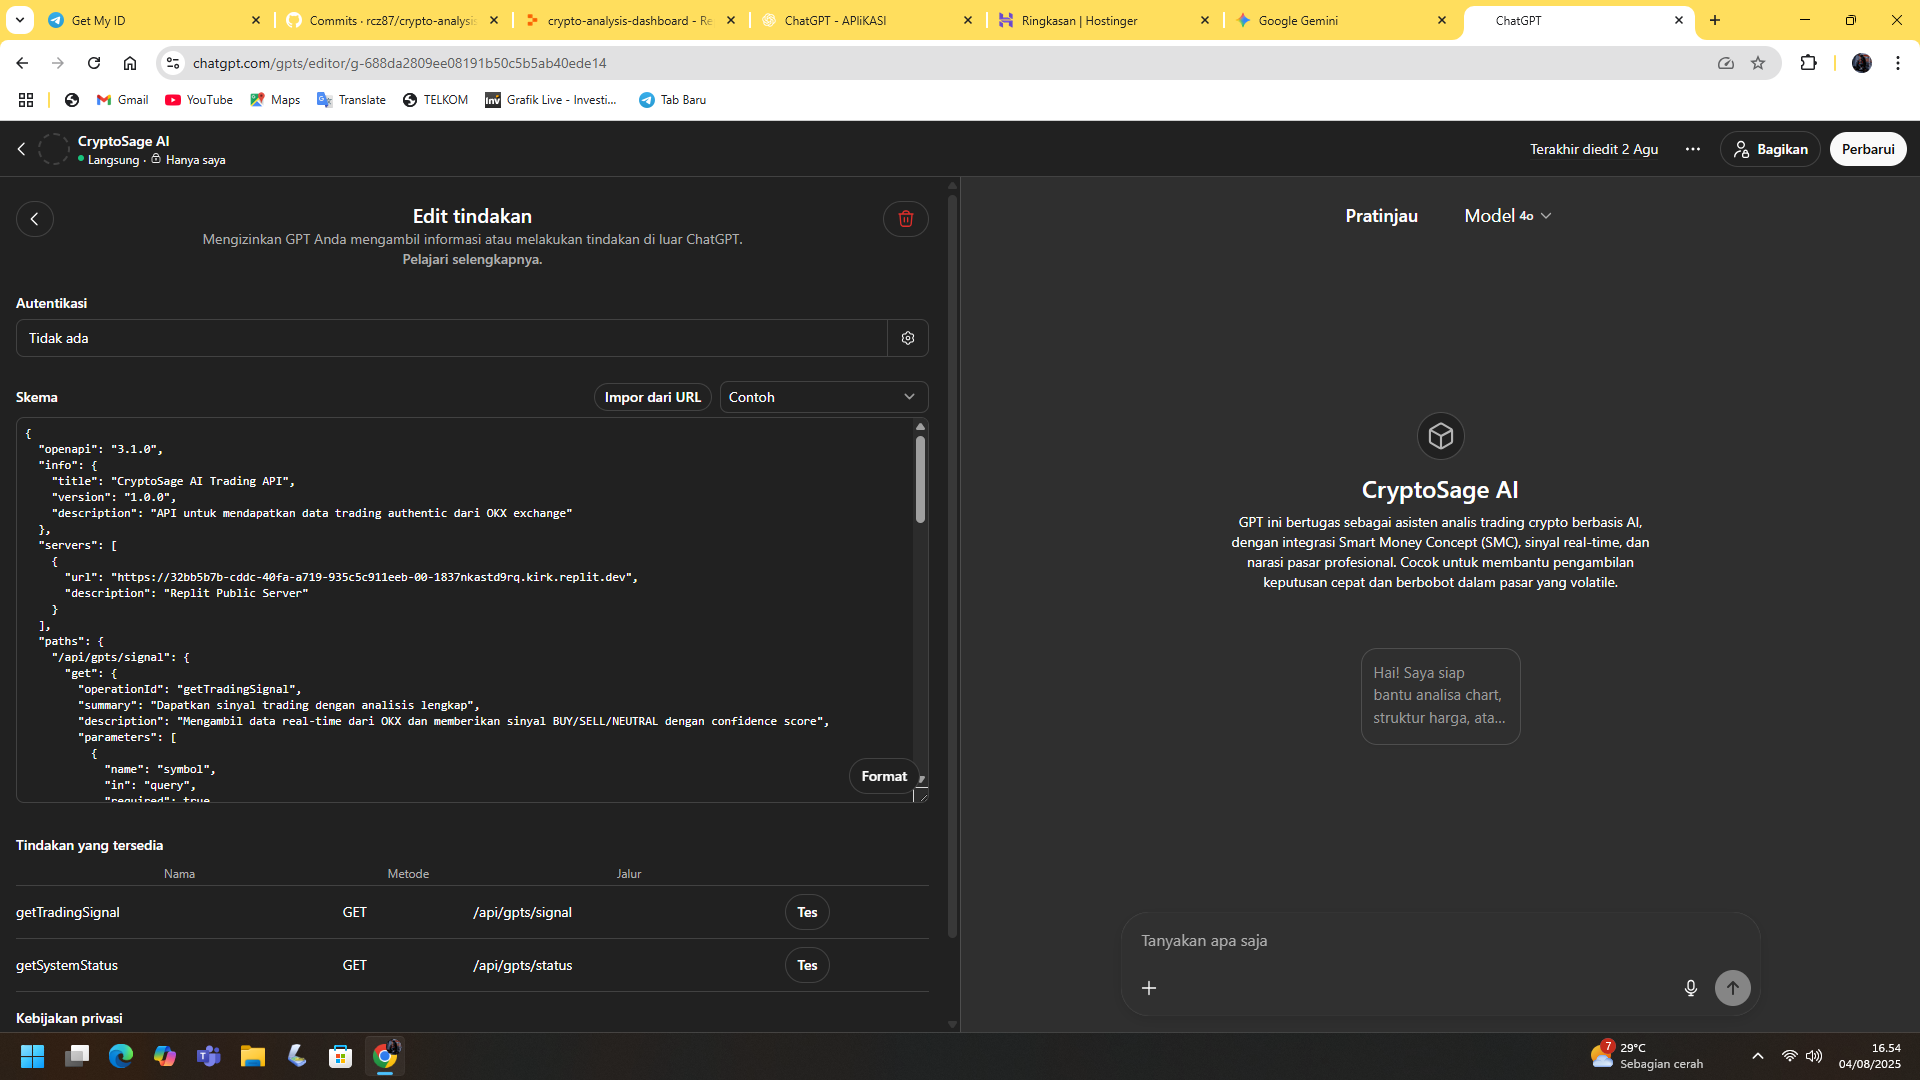 Get My ID
Commits · rcz87/crypto-analysis
crypto-analysis-dashboard - Re
ChatGPT - APliKASI
Ringkasan | Hostinger
Google Gemini
ChatGPT
chatgpt.com/gpts/editor/g-688da2809ee08191b50c5b5ab40ede14
Gmail
YouTube
Maps
Translate
TELKOM
Inv
Grafik Live - Investi...
Tab Baru
CryptoSage AI
Langsung · Hanya saya
Terakhir diedit 2 Agu
Bagikan
Perbarui
Edit tindakan
Mengizinkan GPT Anda mengambil informasi atau melakukan tindakan di luar ChatGPT.
Pelajari selengkapnya.
Autentikasi
Tidak ada
Skema
Impor dari URL
Contoh
{
"openapi": "3.1.0",
"info": {
"title": "CryptoSage AI Trading API",
"version": "1.0.0",
"description": "API untuk mendapatkan data trading authentic dari OKX exchange"
},
"servers": [
{
"url": "https://32bb5b7b-cddc-40fa-a719-935c5c911eeb-00-1837nkastd9rq.kirk.replit.dev",
"description": "Replit Public Server"
}
],
"paths": {
"/api/gpts/signal": {
"get": {
"operationId": "getTradingSignal",
"summary": "Dapatkan sinyal trading dengan analisis lengkap",
"description": "Mengambil data real-time dari OKX dan memberikan sinyal BUY/SELL/NEUTRAL dengan confidence score",
"parameters": [
{
"name": "symbol",
"in": "query",
"required": true
Format
Tindakan yang tersedia
Nama Metode Jalur
getTradingSignal GET /api/gpts/signal Tes
getSystemStatus GET /api/gpts/status Tes
Kebijakan privasi
Pratinjau
Model 4o
CryptoSage AI
GPT ini bertugas sebagai asisten analis trading crypto berbasis AI,
dengan integrasi Smart Money Concept (SMC), sinyal real-time, dan
narasi pasar profesional. Cocok untuk membantu pengambilan
keputusan cepat dan berbobot dalam pasar yang volatile.
Hai! Saya siap
bantu analisa chart,
struktur harga, ata...
Tanyakan apa saja
7
29°C
Sebagian cerah
16.54
04/08/2025